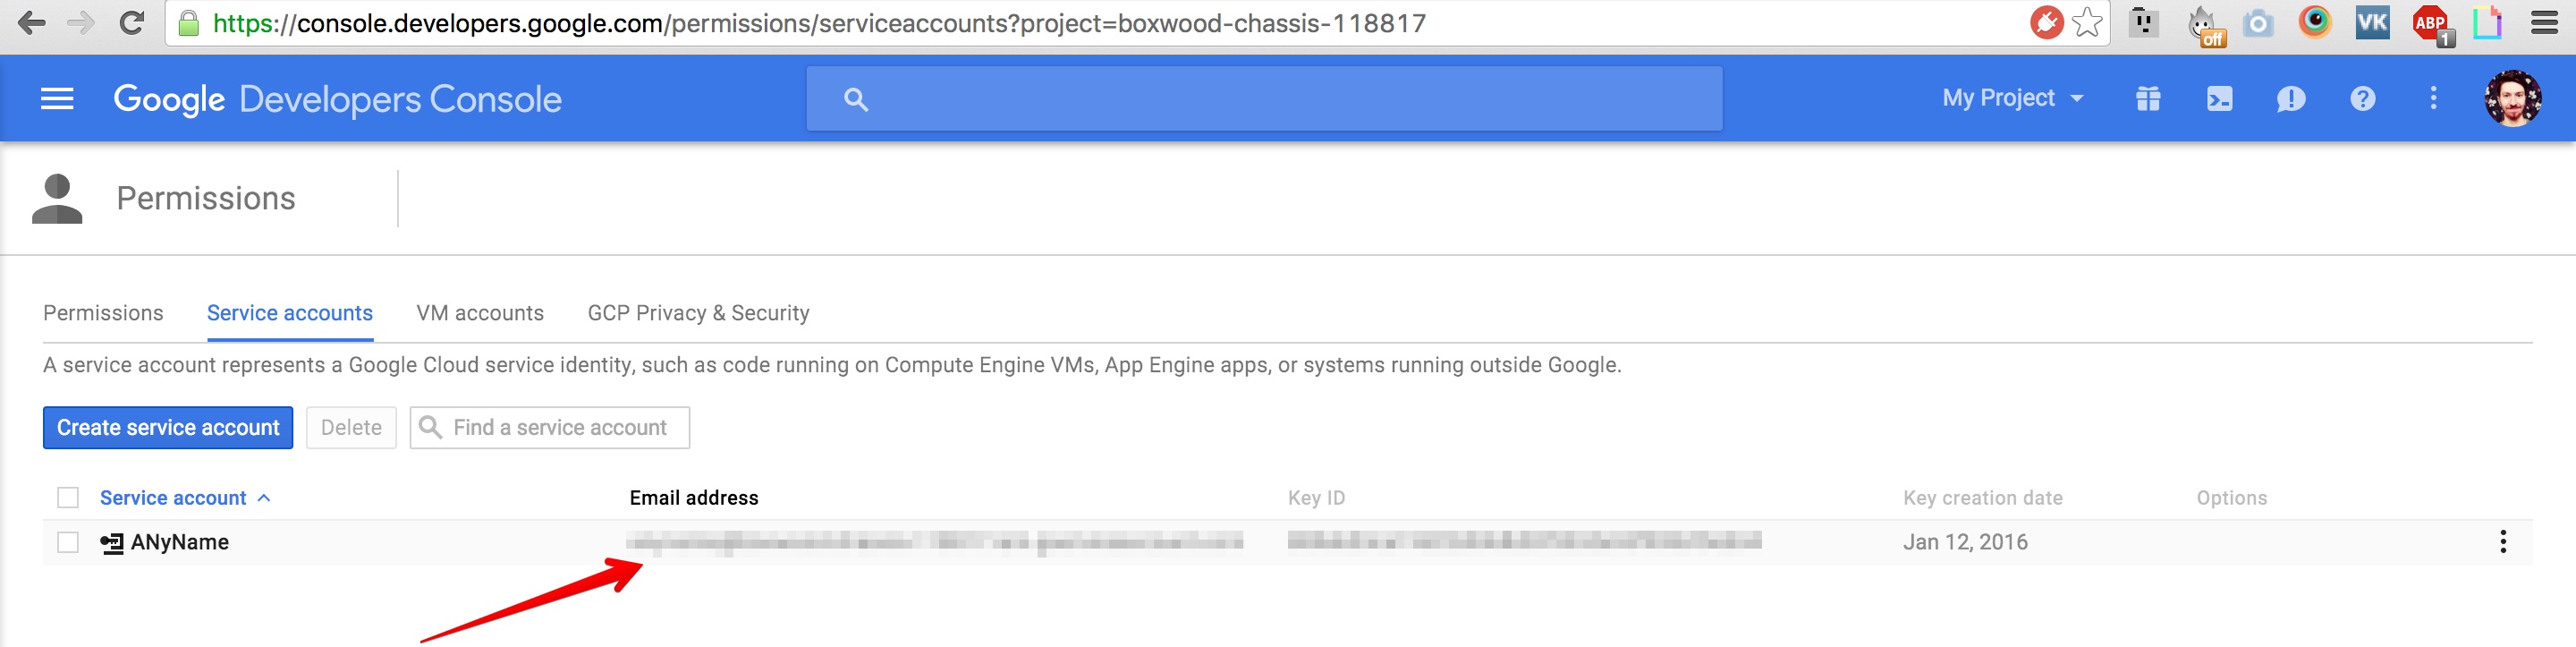 https://console.developers.google.com/permissions/serviceaccounts?project=boxwood-chassis-118817
off
VK
ABP
1
Google Developers Console
My Project
Permissions
Permissions Service accounts VM accounts GCP Privacy & Security
A service account represents a Google Cloud service identity, such as code running on Compute Engine VMs, App Engine apps, or systems running outside Google.
Create service account Delete Find a service account
Service account Email address Key ID Key creation date Options
ANyName Jan 12, 2016